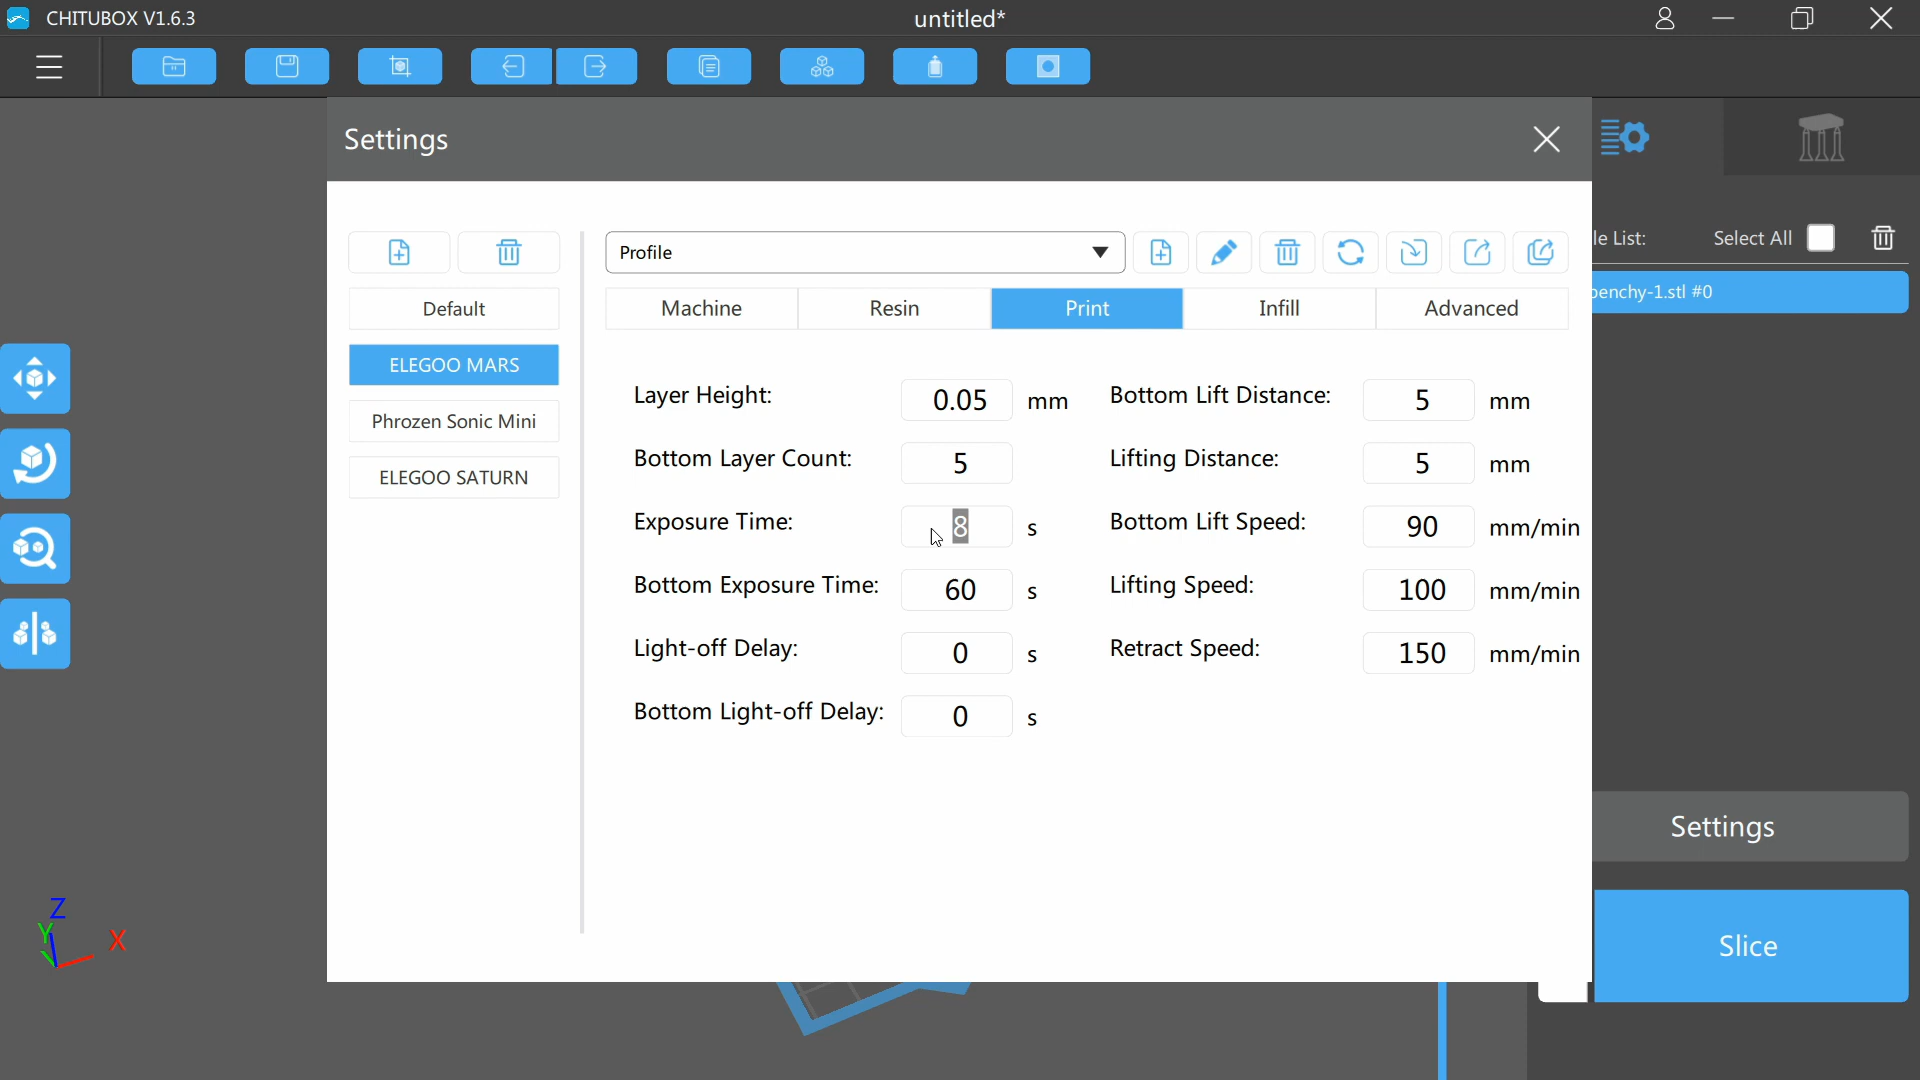 CHITUBOX V1.6.3
untitled*
Settings
le List:
Select All
Profile
Default
Machine
Resin
Print
Infill
Advanced
benchy-1.stl #0
ELEGOO MARS
Phrozen Sonic Mini
ELEGOO SATURN
Layer Height: 0.05 mm
Bottom Lift Distance: 5 mm
Bottom Layer Count: 5
Lifting Distance: 5 mm
Exposure Time: 8 s
Bottom Lift Speed: 90 mm/min
Bottom Exposure Time: 60 s
Lifting Speed: 100 mm/min
Light-off Delay: 0 s
Retract Speed: 150 mm/min
Bottom Light-off Delay: 0 s
Settings
Slice
Z
Y
X